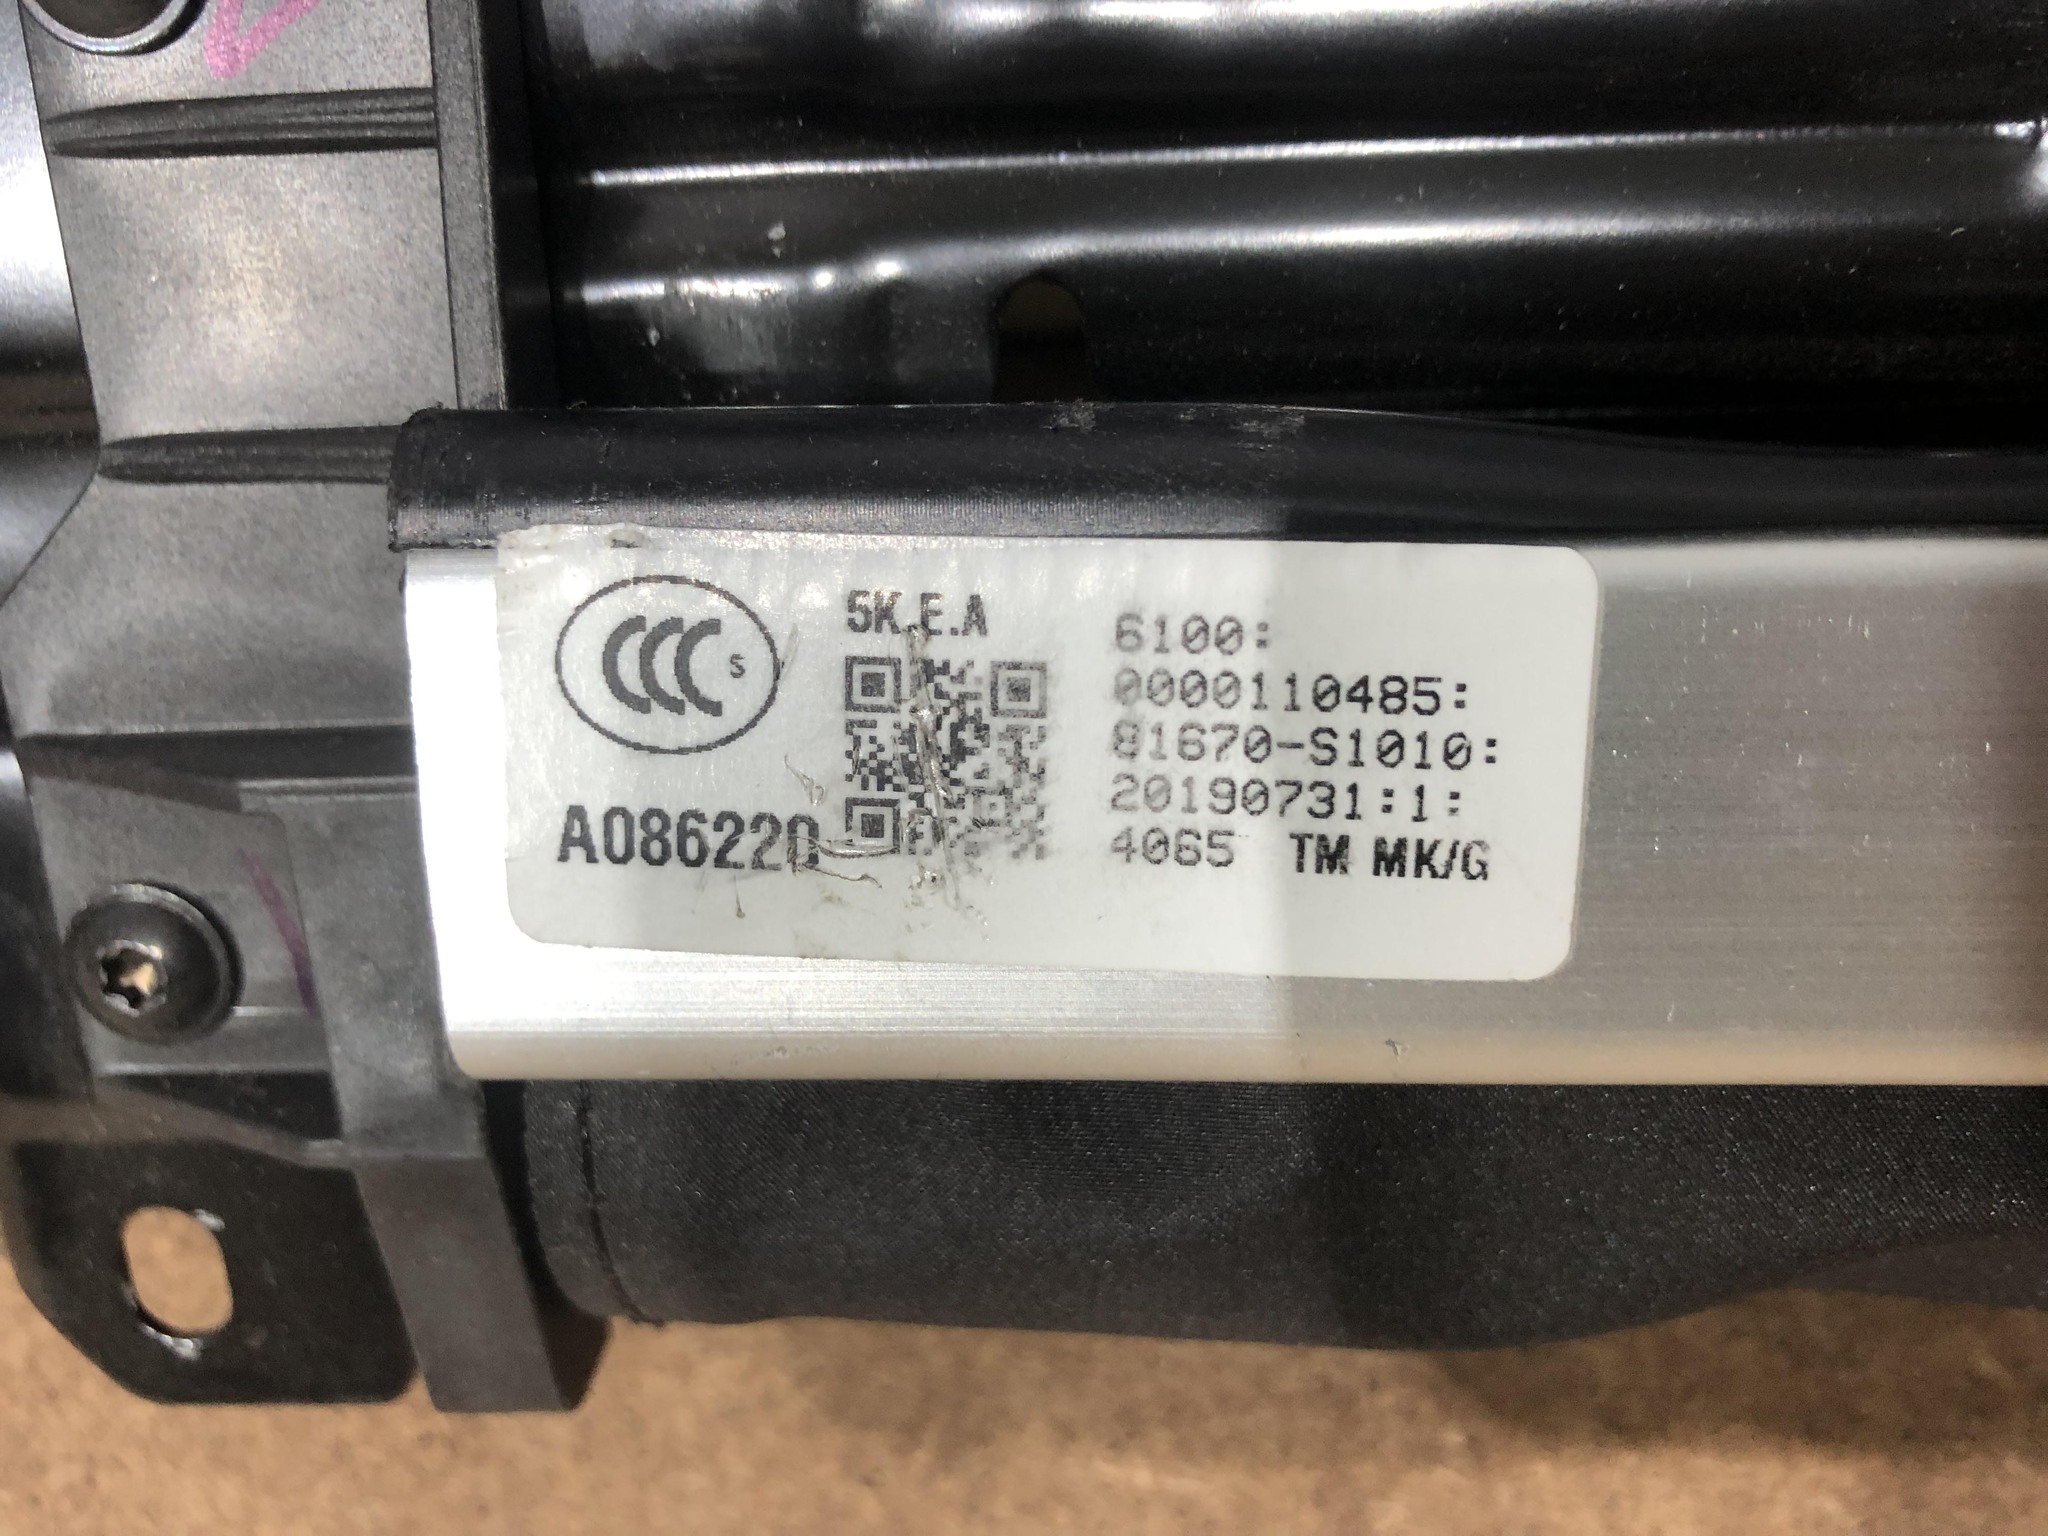 CCC S
A086220
5K.E.A
6100:
0000110485:
81670-S1010:
20190731:1:
4065 TM MK/G